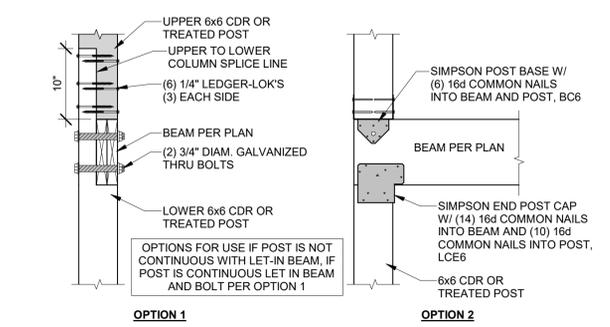 UPPER 6x6 CDR OR
TREATED POST
UPPER TO LOWER
COLUMN SPLICE LINE
10"
(6) 1/4" LEDGER-LOK'S
(3) EACH SIDE
BEAM PER PLAN
(2) 3/4" DIAM. GALVANIZED
THRU BOLTS
LOWER 6x6 CDR OR
TREATED POST
OPTIONS FOR USE IF POST IS NOT
CONTINUOUS WITH LET-IN BEAM, IF
POST IS CONTINUOUS LET IN BEAM
AND BOLT PER OPTION 1
OPTION 1
SIMPSON POST BASE W/
(6) 16d COMMON NAILS
INTO BEAM AND POST, BC6
BEAM PER PLAN
SIMPSON END POST CAP
W/ (14) 16d COMMON NAILS
INTO BEAM AND (10) 16d
COMMON NAILS INTO POST,
LCE6
6x6 CDR OR
TREATED POST
OPTION 2